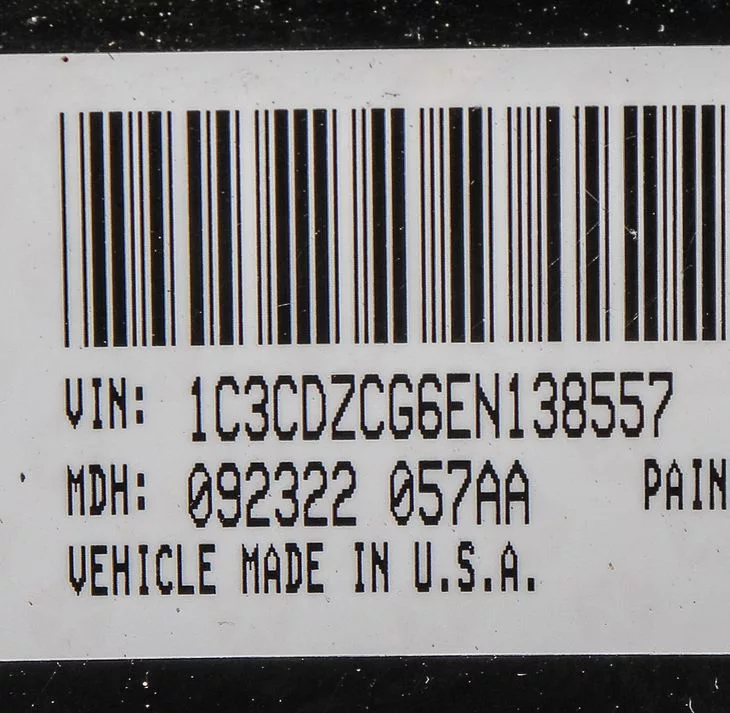 VIN: 1C3CDZCG6EN138557
MDH: 092322 057AA PAIN
VEHICLE MADE IN U.S.A.